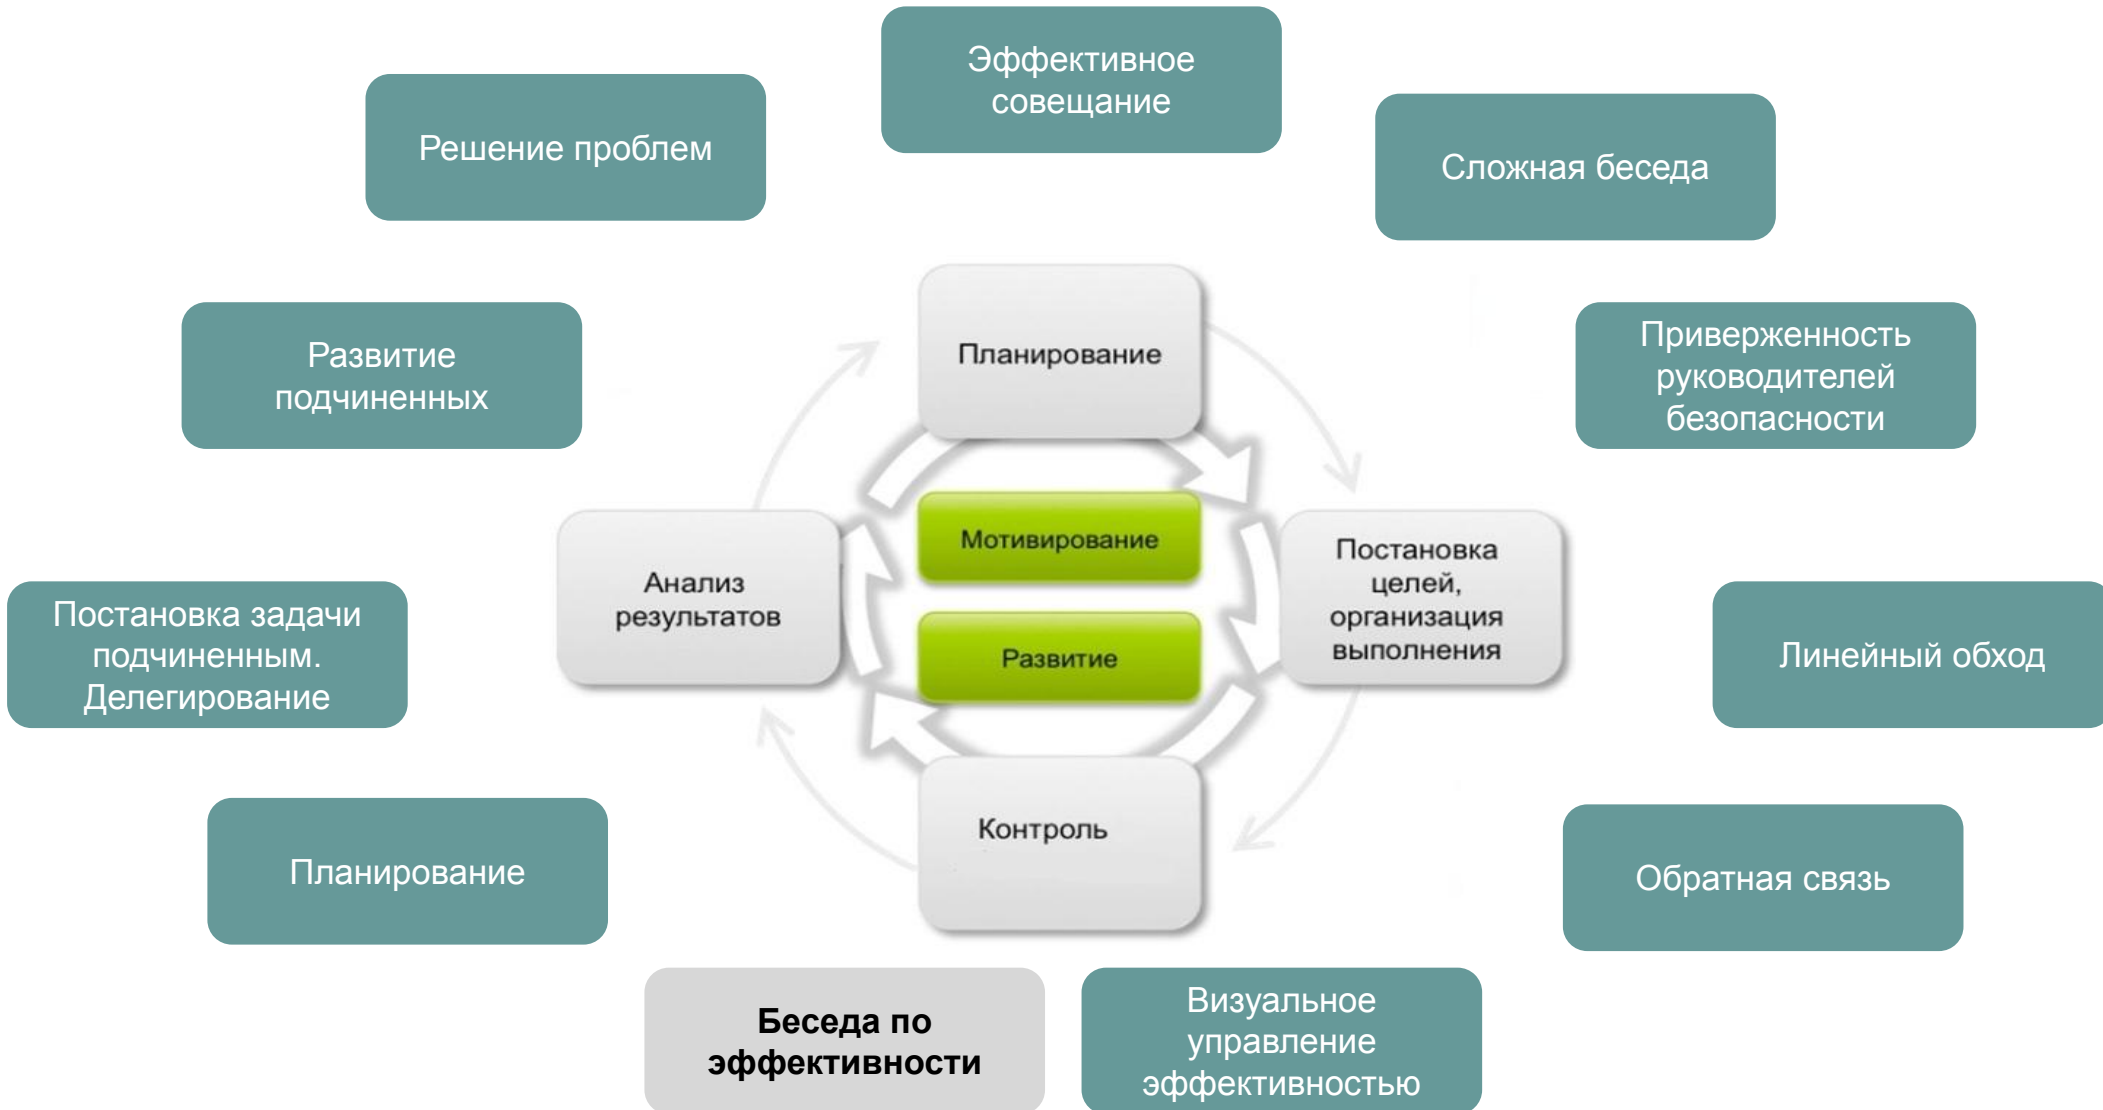 Эффективное
совещание
Решение проблем
Сложная беседа
Развитие
подчиненных
Приверженность
руководителей
безопасности
Планирование
Мотивирование
Развитие
Анализ
результатов
Постановка
целей,
организация
выполнения
Постановка задачи
подчиненным.
Делегирование
Линейный обход
Контроль
Планирование
Обратная связь
Беседа по
эффективности
Визуальное
управление
эффективностью